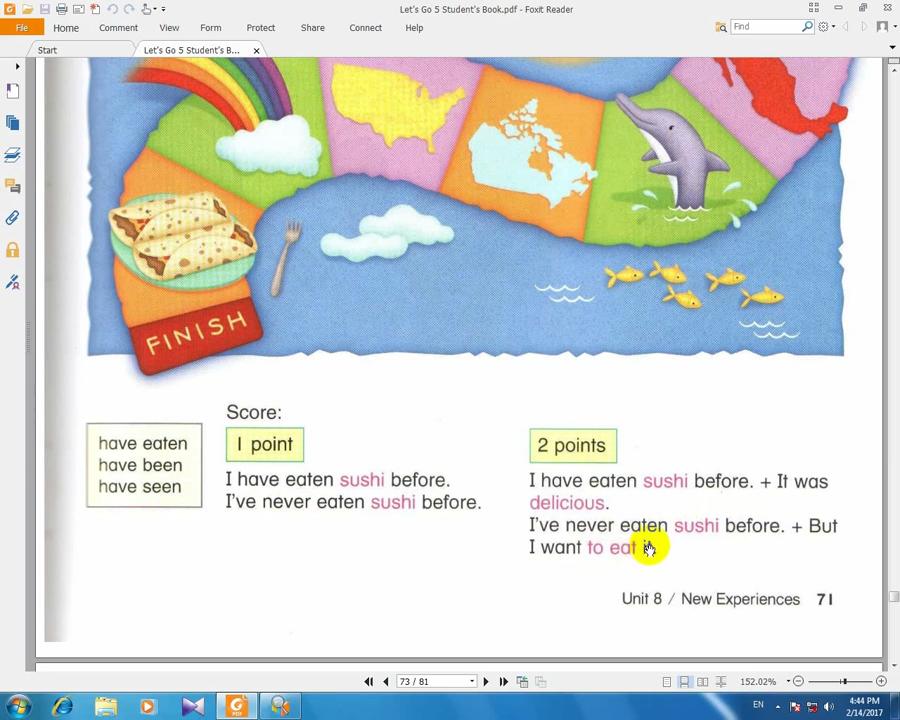 Let's Go 5 Student's Book.pdf - Foxit Reader
File Home Comment View Form Protect Share Connect Help
Find
Start
Let's Go 5 Student's B...
FINISH
have eaten
have been
have seen
Score:
1 point
I have eaten sushi before.
I've never eaten sushi before.
2 points
I have eaten sushi before. + It was
delicious.
I've never eaten sushi before. + But
I want to eat
Unit 8 / New Experiences 71
73 / 81
152.02%
PDF
EN
4:44 PM
2/14/2017